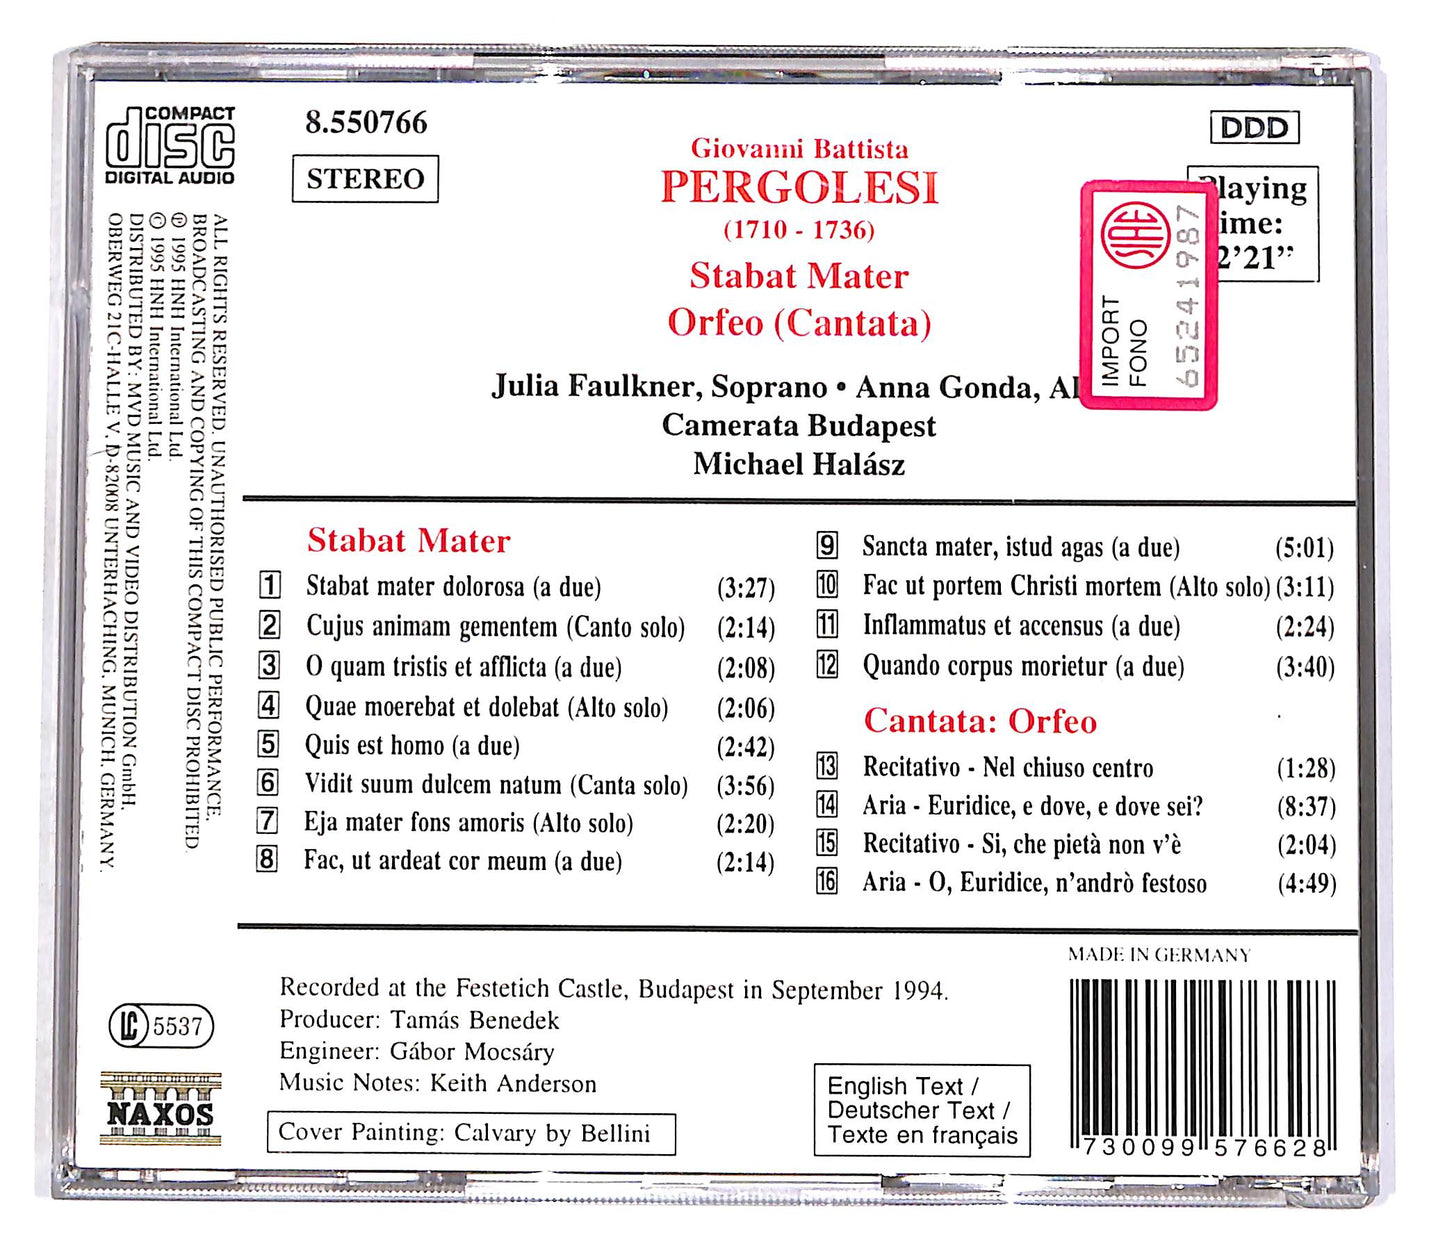 COMPACT
disc
DIGITAL AUDIO
8.550766
STEREO
Giovanni Battista
PERGOLESI
(1710 - 1736)
Stabat Mater
Orfeo (Cantata)
DDD
Playing
ime:
2’21”
SIAE
IMPORT
FONO
65241987
Julia Faulkner, Soprano • Anna Gonda, Al
Camerata Budapest
Michael Halász
ALL RIGHTS RESERVED. UNAUTHORISED PUBLIC PERFORMANCE,
BROADCASTING AND COPYING OF THIS COMPACT DISC PROHIBITED.
℗ 1995 HNH International Ltd.
© 1995 HNH International Ltd.
DISTRIBUTED BY: MVD MUSIC AND VIDEO DISTRIBUTION GmbH,
OBERWEG 21C-HALLE V, D-82008 UNTERHACHING, MUNICH, GERMANY.
Stabat Mater
1 Stabat mater dolorosa (a due) (3:27)
2 Cujus animam gementem (Canto solo) (2:14)
3 O quam tristis et afflicta (a due) (2:08)
4 Quae moerebat et dolebat (Alto solo) (2:06)
5 Quis est homo (a due) (2:42)
6 Vidit suum dulcem natum (Canta solo) (3:56)
7 Eja mater fons amoris (Alto solo) (2:20)
8 Fac, ut ardeat cor meum (a due) (2:14)
9 Sancta mater, istud agas (a due) (5:01)
10 Fac ut portem Christi mortem (Alto solo) (3:11)
11 Inflammatus et accensus (a due) (2:24)
12 Quando corpus morietur (a due) (3:40)
Cantata: Orfeo
13 Recitativo - Nel chiuso centro (1:28)
14 Aria - Euridice, e dove, e dove sei? (8:37)
15 Recitativo - Si, che pietà non v’è (2:04)
16 Aria - O, Euridice, n’andrò festoso (4:49)
LC 5537
NAXOS
Recorded at the Festetich Castle, Budapest in September 1994.
Producer: Tamás Benedek
Engineer: Gábor Mocsáry
Music Notes: Keith Anderson
Cover Painting: Calvary by Bellini
English Text /
Deutscher Text /
Texte en français
MADE IN GERMANY
730099 576628